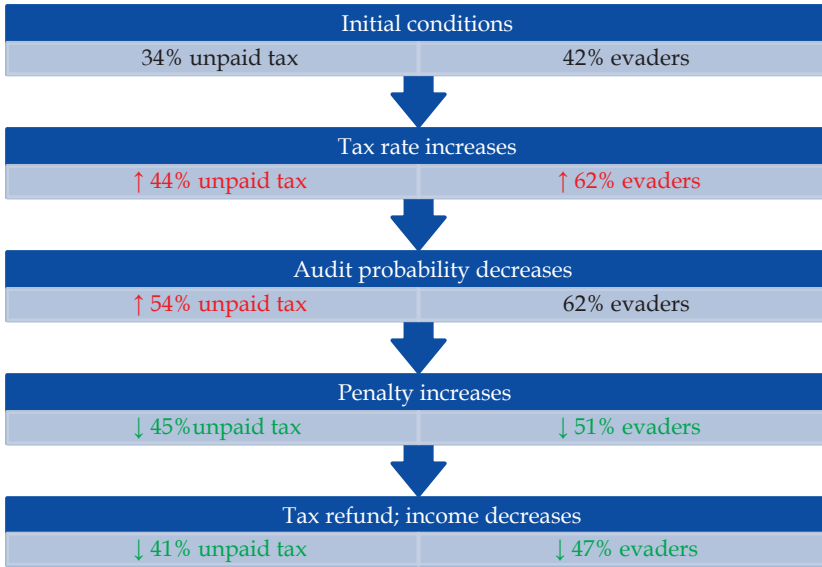 Initial conditions
34% unpaid tax 42% evaders
Tax rate increases
↑ 44% unpaid tax ↑ 62% evaders
Audit probability decreases
↑ 54% unpaid tax 62% evaders
Penalty increases
↓ 45%unpaid tax ↓ 51% evaders
Tax refund; income decreases
↓ 41% unpaid tax ↓ 47% evaders